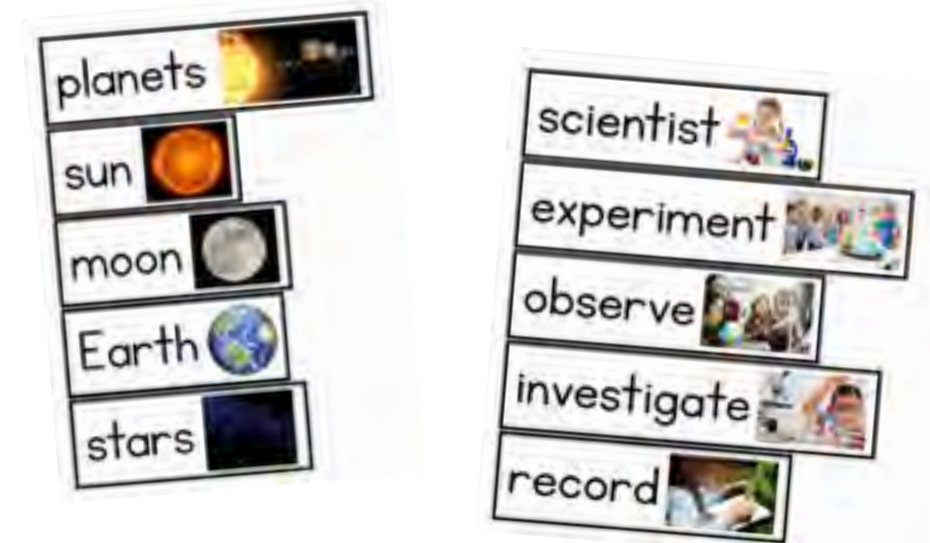 planets
sun
moon
Earth
stars
scientist
experiment
observe
investigate
record